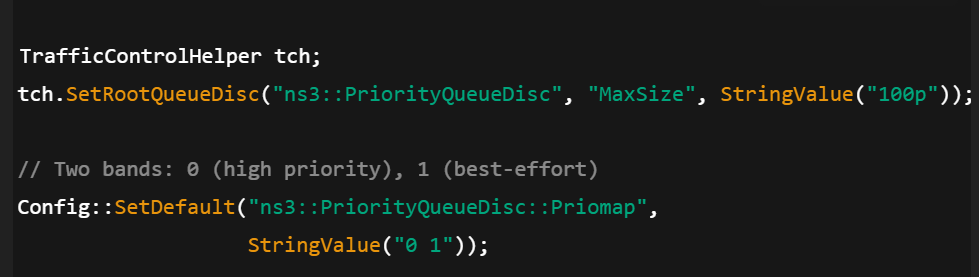 TrafficControlHelper tch;
tch.SetRootQueueDisc("ns3::PriorityQueueDisc", "MaxSize", StringValue("100p"));
// Two bands: 0 (high priority), 1 (best-effort)
Config::SetDefault("ns3::PriorityQueueDisc::Priomap",
StringValue("0 1"));